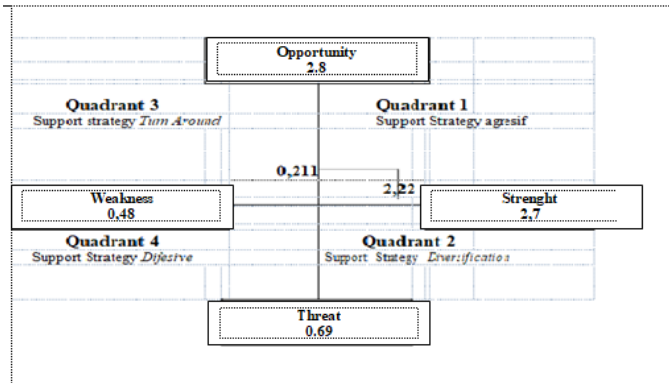 Opportunity
2.8
Quadrant 3
Support strategy Turn Around
Quadrant 1
Support Strategy agresif
0,211
2,22
Weakness
0,48
Strenght
2,7
Quadrant 4
Support Strategy Difesive
Quadrant 2
Support Strategy Diversification
Threat
0.69